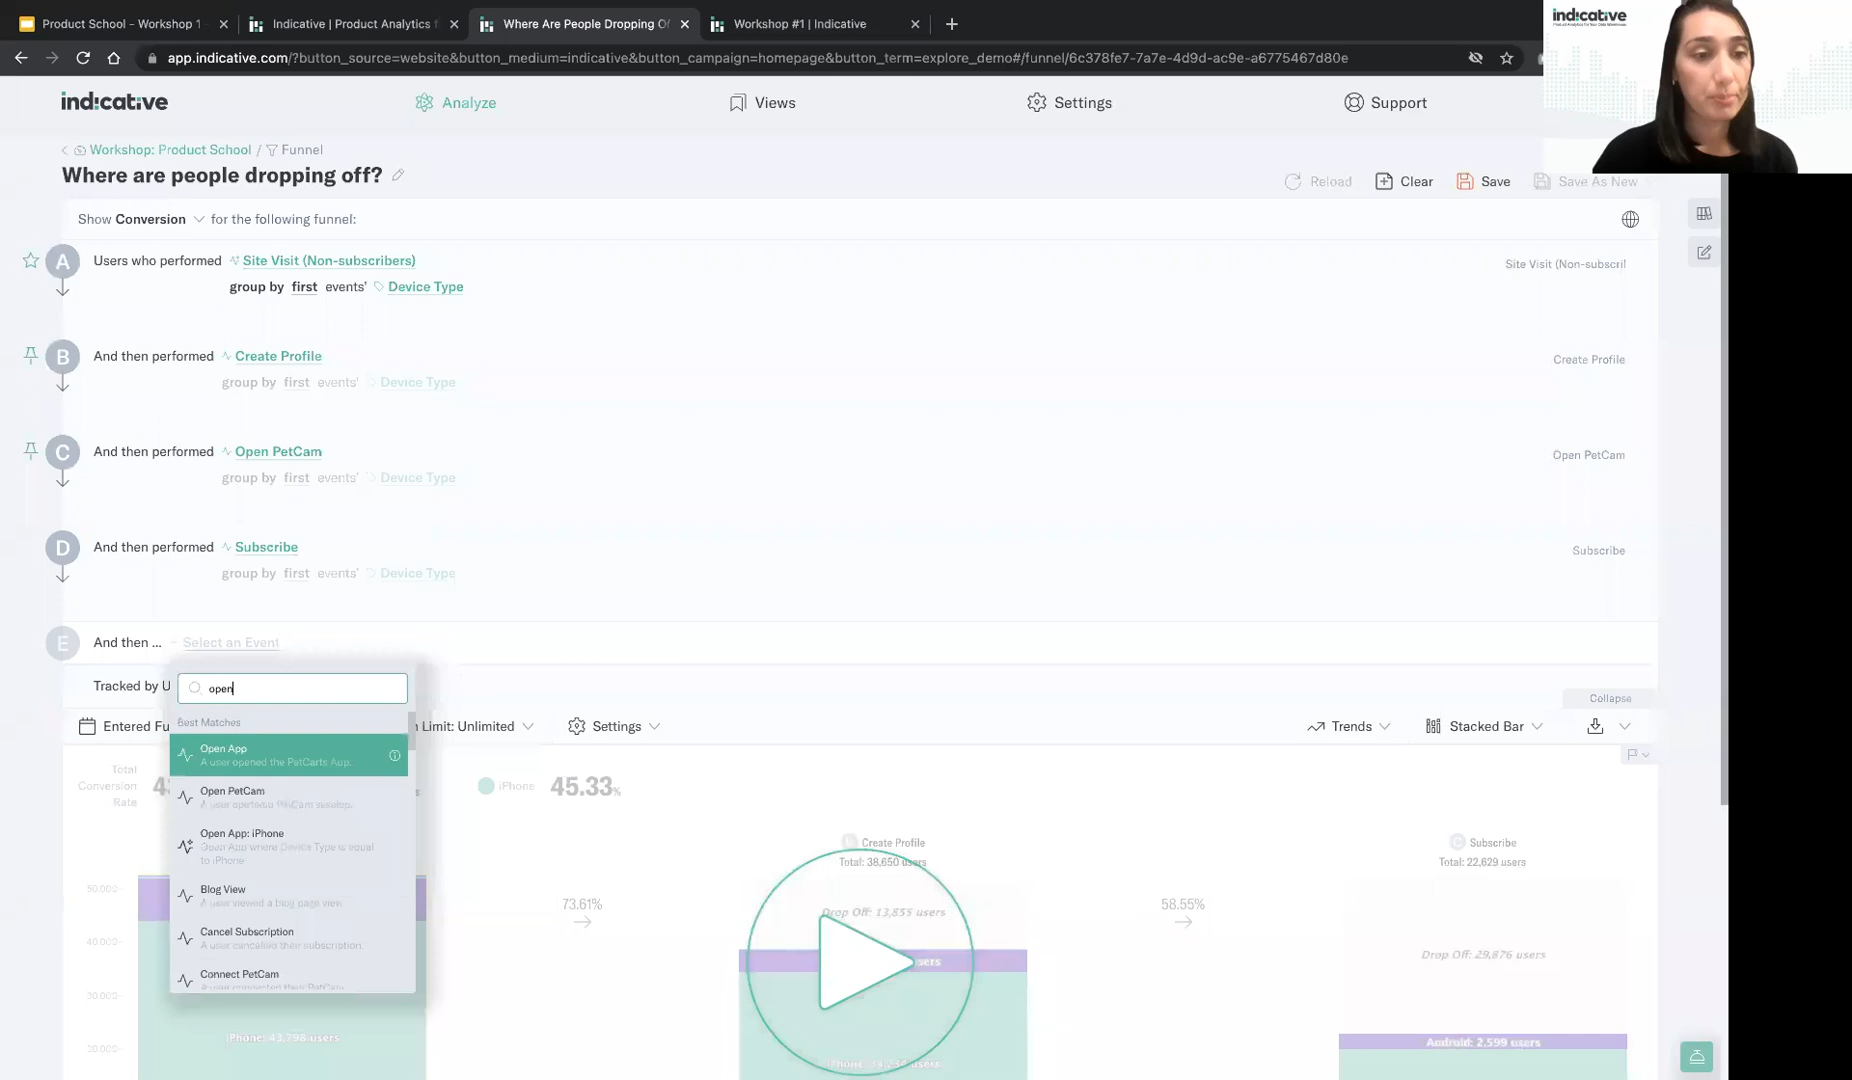 Product School - Workshop 1
Indicative | Product Analytics f
Where Are People Dropping Of
Workshop #1 | Indicative
app.indicative.com/?button_source=website&button_medium=indicative&button_campaign=homepage&button_term=explore_demo#/funnel/6c378fe7-7a7e-4d9d-ac9e-a6775467d80e
indicative
indicative
Analyze
Views
Settings
Support
Workshop: Product School / Funnel
Where are people dropping off?
Reload
Clear
Save
Save As New
Show Conversion for the following funnel:
A Users who performed Site Visit (Non-subscribers)
Site Visit (Non-subscri
group by first events' Device Type
B And then performed Create Profile
Create Profile
group by first events' Device Type
C And then performed Open PetCam
Open PetCam
group by first events' Device Type
D And then performed Subscribe
Subscribe
group by first events' Device Type
E And then ... Select an Event
Tracked by U
open
Collapse
Best Matches
Entered Fu
n Limit: Unlimited
Settings
Trends
Stacked Bar
Open App
A user opened the PetCarts App.
Open PetCam
Open App: iPhone
Open App where Device Type is equal
to iPhone
Blog View
A user viewed a blog page view.
Cancel Subscription
A user cancelled their subscription.
Connect PetCam
A user connected their PetCam
Total
Conversion
Rate
iPhone 45.33%
Create Profile
Total: 38,650 users
Subscribe
Total: 22,629 users
50,000
40,000
30,000
20,000
73.61%
58.55%
Drop Off: 13,855 users
Drop Off: 29,876 users
users
iPhone: 43,798 users
Android: 2,599 users